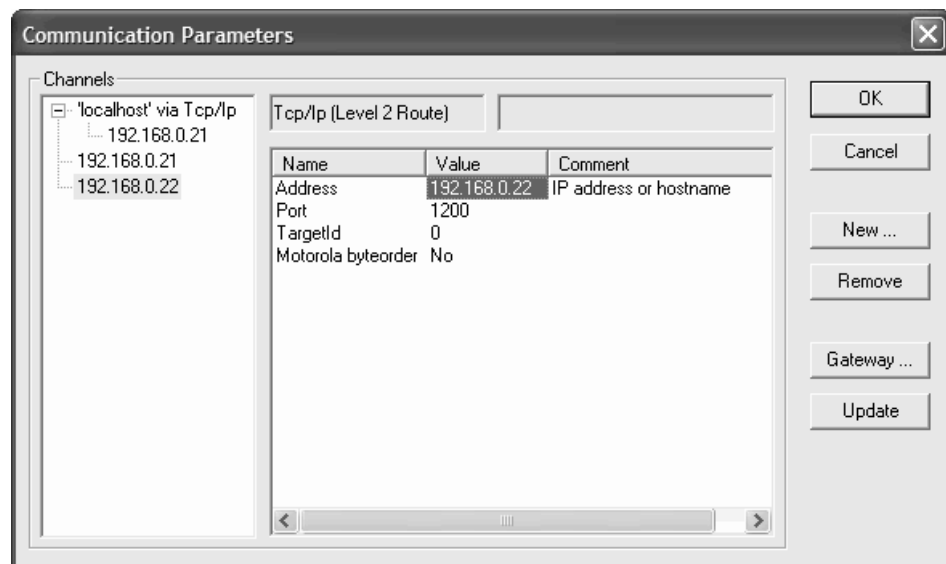 Communication Parameters
Channels
'localhost' via Tcp/Ip
192.168.0.21
192.168.0.21
192.168.0.22
Tcp/Ip (Level 2 Route)
Name Value Comment
Address 192.168.0.22 IP address or hostname
Port 1200
TargetId 0
Motorola byteorder No
OK
Cancel
New ...
Remove
Gateway ...
Update